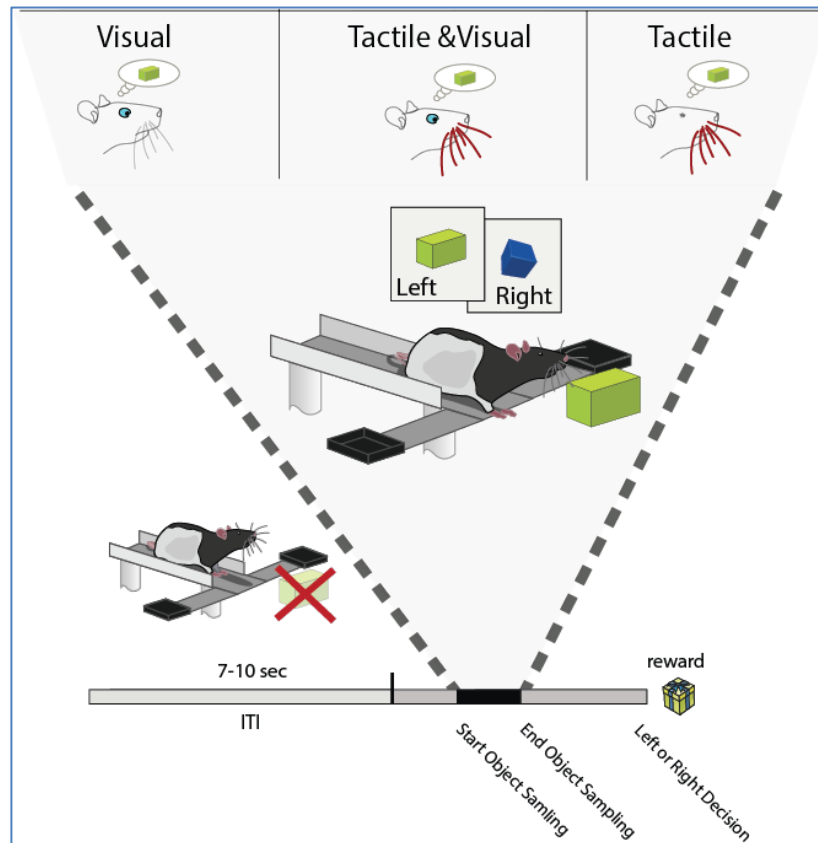 Visual
Tactile &Visual
Tactile
Left
Right
7-10 sec
reward
ITI
Start Object Samling
End Object Sampling
Left or Right Decision